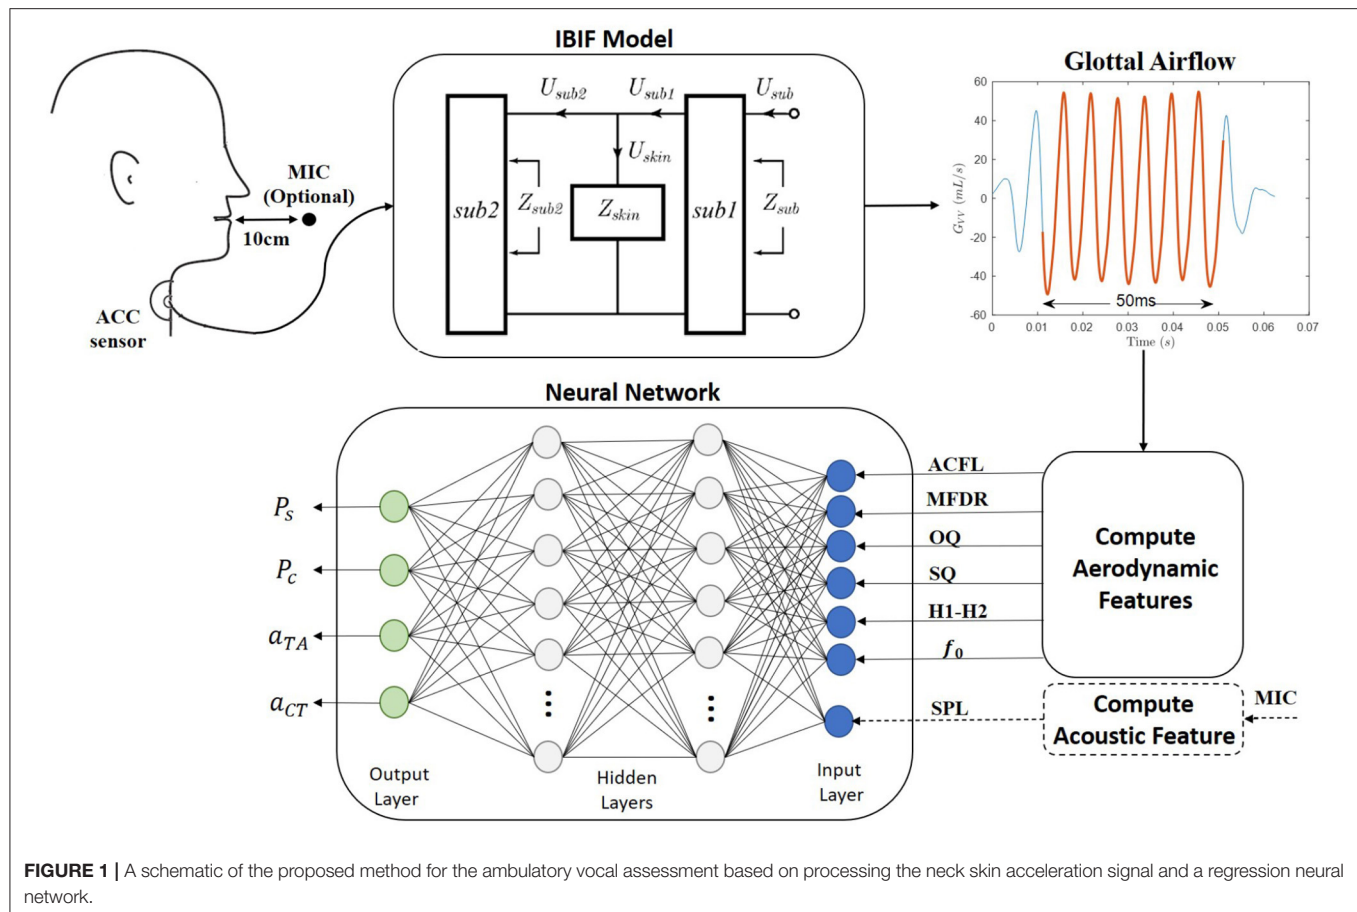 IBIF Model
Glottal Airflow
U_sub2
U_sub1
U_sub
U_skin
sub2
Z_sub2
Z_skin
sub1
Z_sub
MIC
(Optional)
10cm
ACC
sensor
60
40
20
0
-20
-40
-60
G_VV (mL/s)
50ms
0 0.01 0.02 0.03 0.04 0.05 0.06 0.07
Time (s)
Neural Network
P_S
P_C
a_TA
a_CT
ACFL
MFDR
OQ
SQ
H1-H2
f_0
SPL
Compute
Aerodynamic
Features
Compute
Acoustic Feature
MIC
Output
Layer
Hidden
Layers
Input
Layer
FIGURE 1 | A schematic of the proposed method for the ambulatory vocal assessment based on processing the neck skin acceleration signal and a regression neural
network.